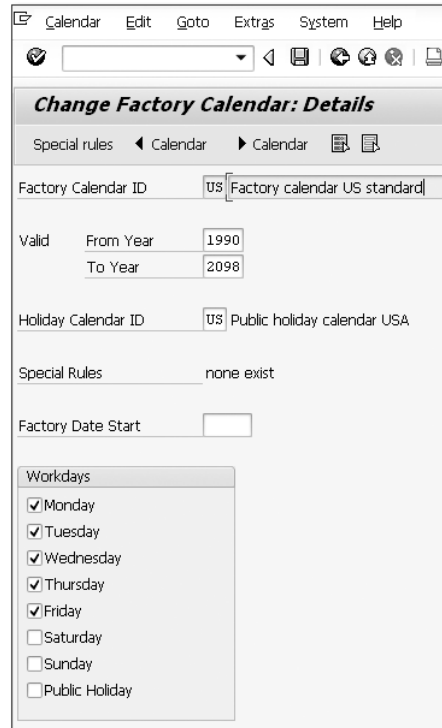 Calendar Edit Goto Extras System Help
Change Factory Calendar: Details
Special rules Calendar Calendar
Factory Calendar ID US Factory calendar US standard
Valid From Year 1990
To Year 2098
Holiday Calendar ID US Public holiday calendar USA
Special Rules none exist
Factory Date Start
Workdays
Monday
Tuesday
Wednesday
Thursday
Friday
Saturday
Sunday
Public Holiday